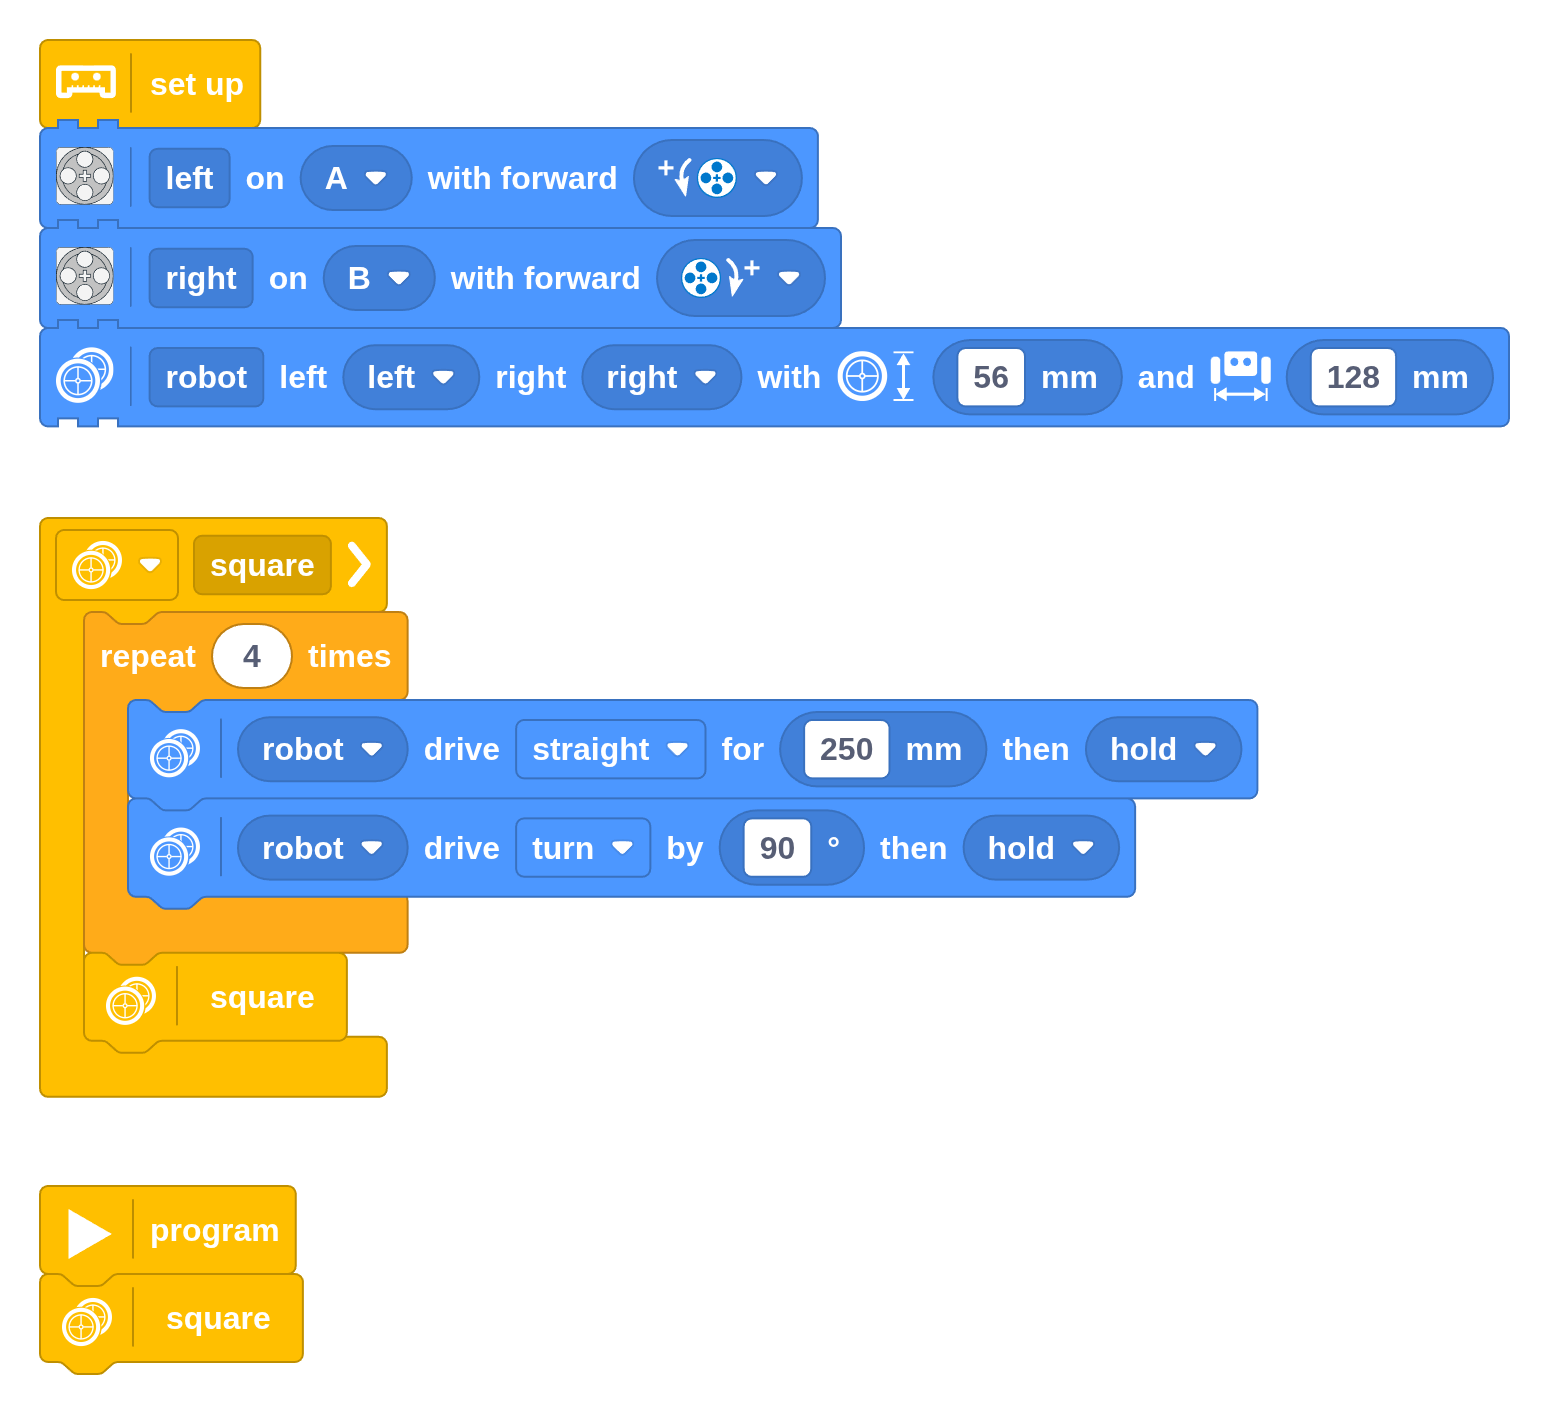 set up
left on A with forward +
right on B with forward +
robot left left right right with 56 mm and 128 mm
square
repeat 4 times
robot drive straight for 250 mm then hold
robot drive turn by 90 ° then hold
square
program
square